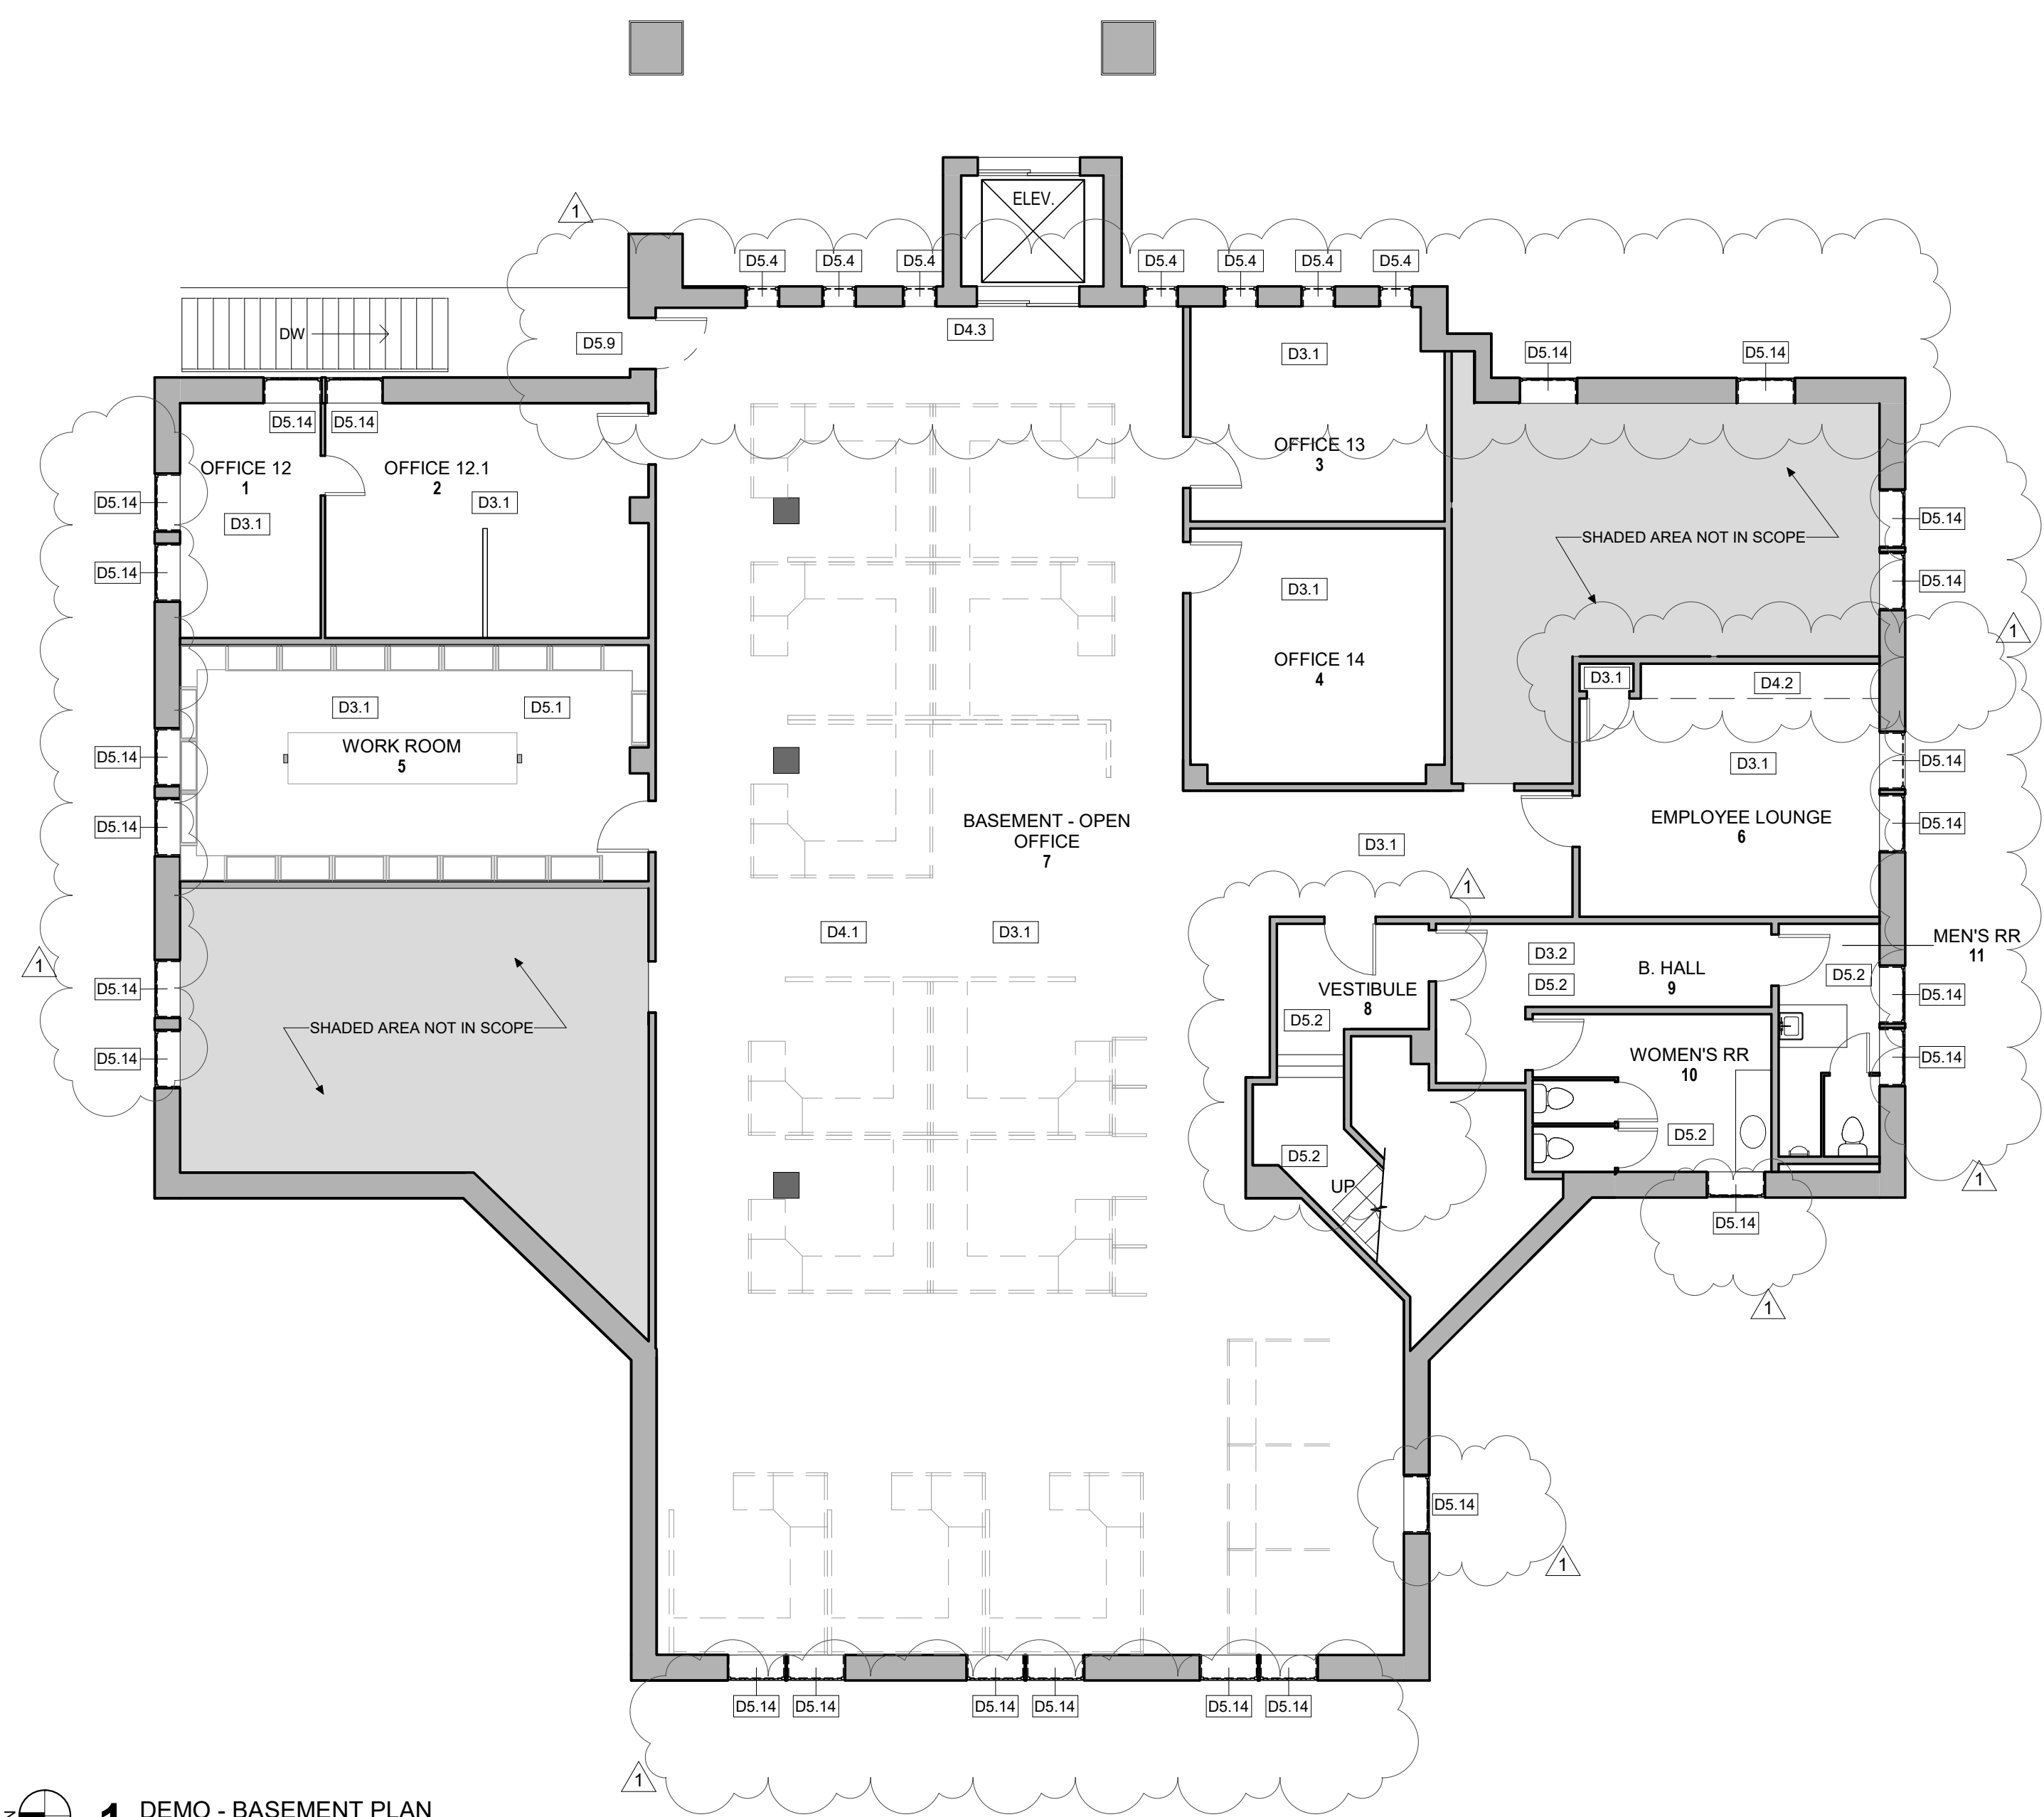 ELEV.
1
D5.4
D5.4
D5.4
D5.4
D5.4
D5.4
D5.4
DW
D5.9
D4.3
D3.1
D5.14
D5.14
D5.14
D5.14
OFFICE 12
1
OFFICE 12.1
2
OFFICE 13
3
D5.14
D3.1
D3.1
D5.14
SHADED AREA NOT IN SCOPE
D5.14
D5.14
D3.1
1
OFFICE 14
4
D3.1
D4.2
D3.1
D5.1
WORK ROOM
5
D5.14
D3.1
D5.14
D5.14
D5.14
BASEMENT - OPEN
OFFICE
7
EMPLOYEE LOUNGE
6
D3.1
1
D4.1
D3.1
MEN'S RR
11
1
D3.2
B. HALL
9
D5.2
D5.2
D5.14
VESTIBULE
8
D5.14
SHADED AREA NOT IN SCOPE
D5.2
D5.14
WOMEN'S RR
10
D5.14
D5.2
D5.2
1
UP
D5.14
1
D5.14
1
D5.14
D5.14
D5.14
D5.14
D5.14
D5.14
1
N
1
DEMO - BASEMENT PLAN